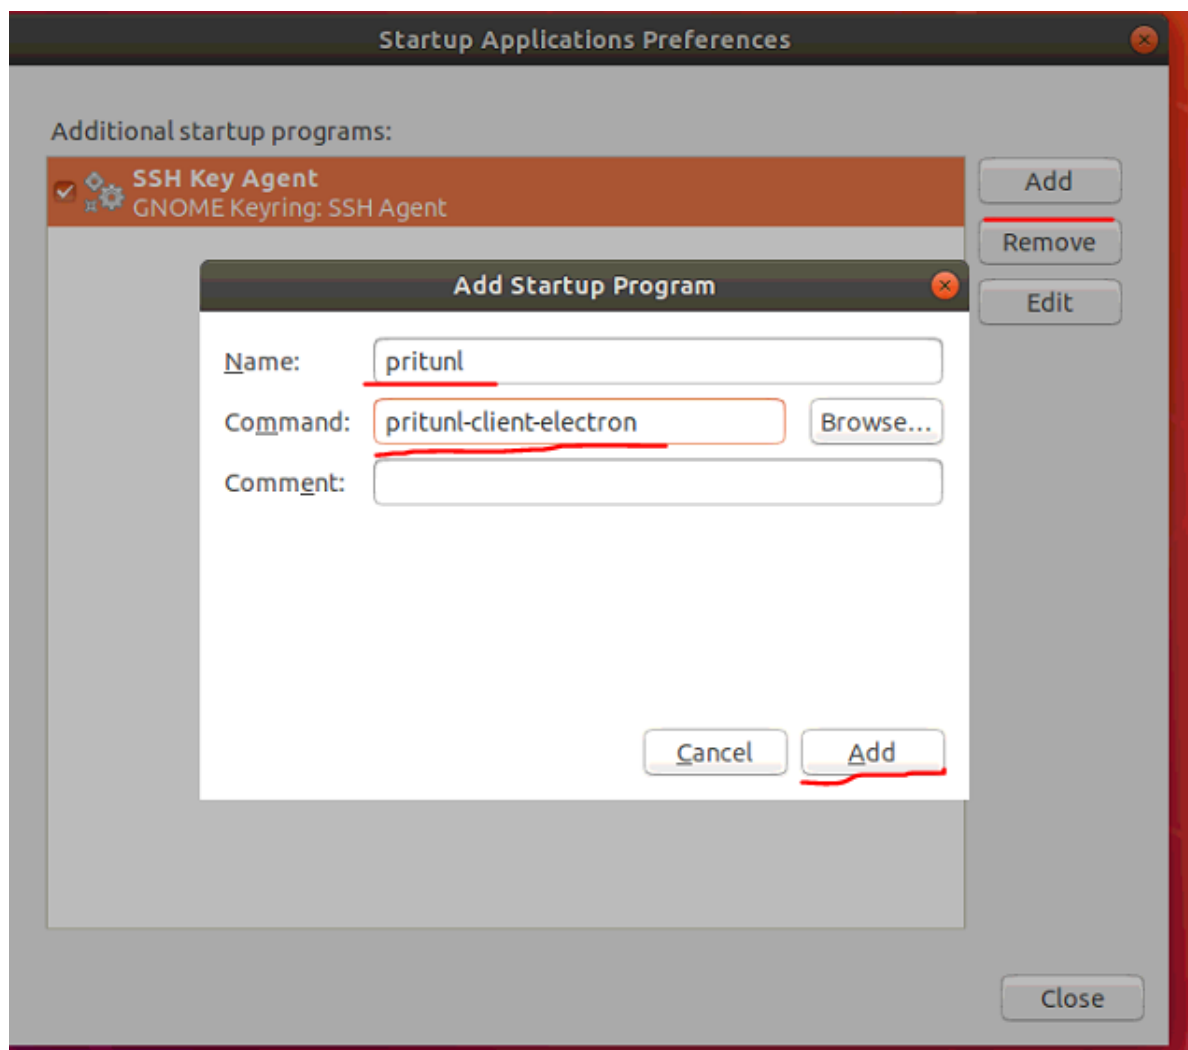 Startup Applications Preferences
Additional startup programs:
SSH Key Agent
GNOME Keyring: SSH Agent
Add
Remove
Edit
Add Startup Program
Name: pritunl
Command: pritunl-client-electron Browse...
Comment:
Cancel Add
Close